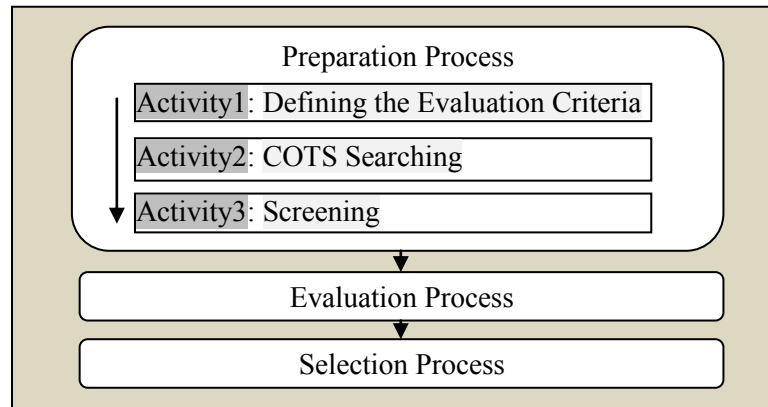 Preparation Process
Activity1: Defining the Evaluation Criteria
Activity2: COTS Searching
Activity3: Screening
Evaluation Process
Selection Process